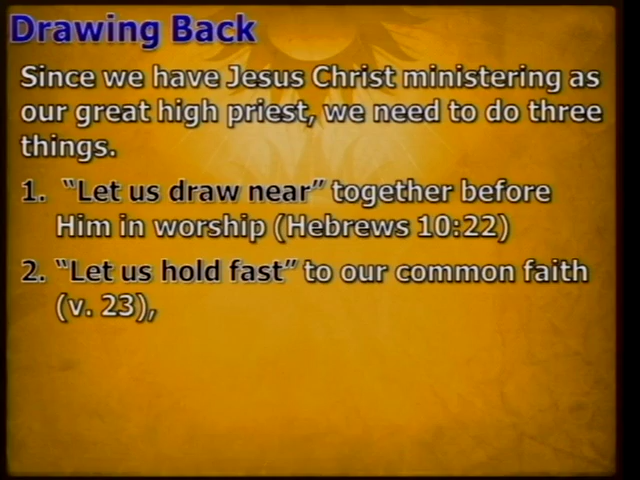 Drawing Back
Since we have Jesus Christ ministering as
our great high priest, we need to do three
things.
1. "Let us draw near" together before
Him in worship (Hebrews 10:22)
2. "Let us hold fast" to our common faith
(v. 23),